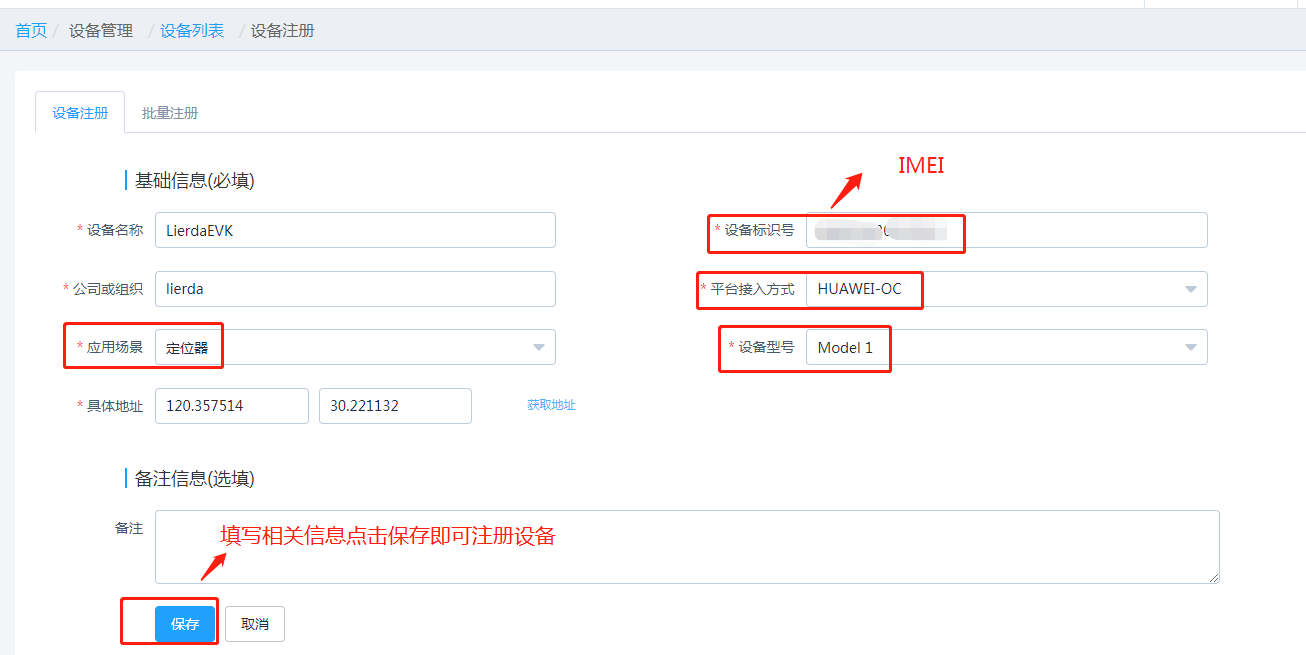 首页 / 设备管理 / 设备列表 / 设备注册
设备注册 批量注册
IMEI
基础信息(必填)
* 设备名称 LierdaEVK * 设备标识号
* 公司或组织 lierda * 平台接入方式 HUAWEI-OC
* 应用场景 定位器 * 设备型号 Model 1
* 具体地址 120.357514 30.221132 获取地址
备注信息(选填)
备注 填写相关信息点击保存即可注册设备
保存 取消